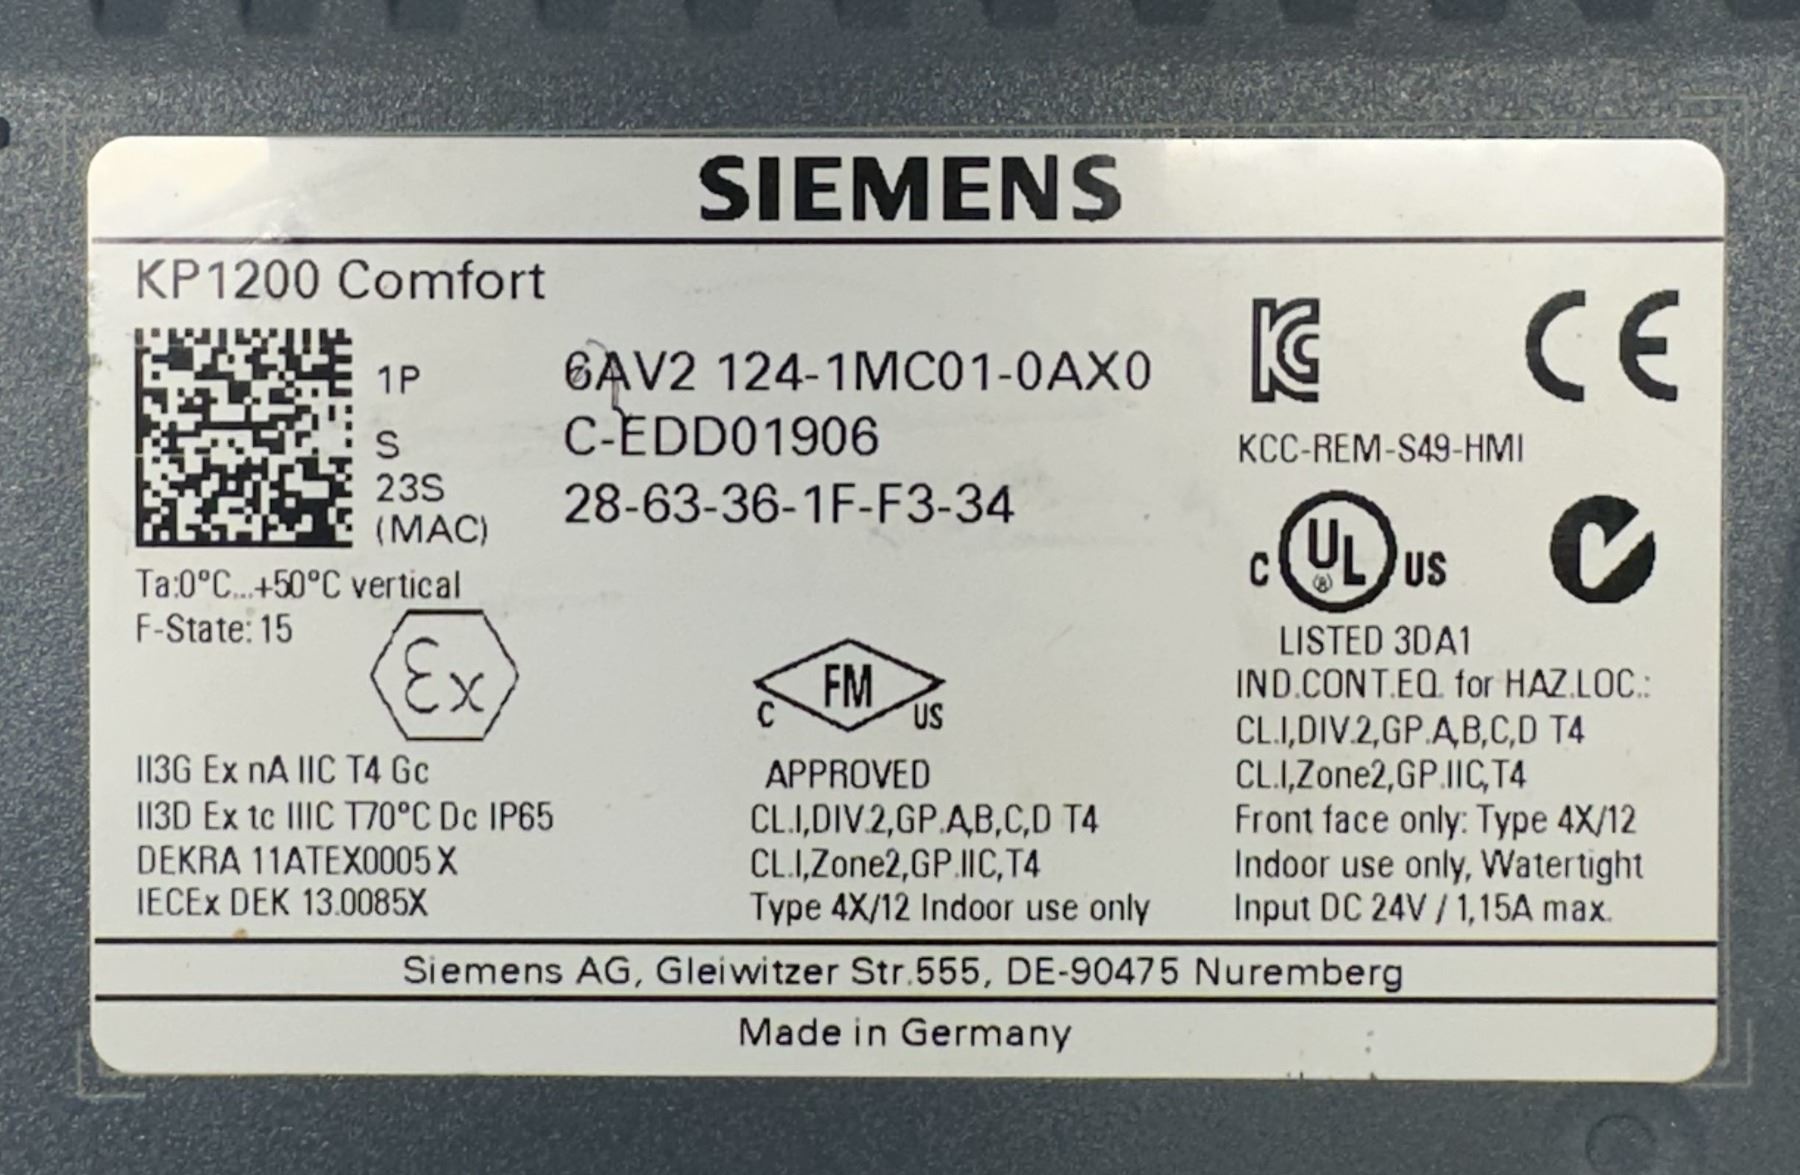 SIEMENS
KP1200 Comfort
1P 6AV2 124-1MC01-0AX0
S C-EDD01906
23S
(MAC) 28-63-36-1F-F3-34
Ta:0°C...+50°C vertical
F-State: 15
Ex
II3G Ex nA IIC T4 Gc
II3D Ex tc IIIC T70°C Dc IP65
DEKRA 11ATEX0005 X
IECEx DEK 13.0085X
FM
C US
APPROVED
CL.I,DIV.2,GP.A,B,C,D T4
CL.I,Zone2,GP.IIC,T4
Type 4X/12 Indoor use only
KC CE
KCC-REM-S49-HMI
C UL ® US
LISTED 3DA1
IND.CONT.EQ. for HAZ.LOC.:
CL.I,DIV.2,GP.A,B,C,D T4
CL.I,Zone2,GP.IIC,T4
Front face only: Type 4X/12
Indoor use only, Watertight
Input DC 24V / 1,15A max.
Siemens AG, Gleiwitzer Str.555, DE-90475 Nuremberg
Made in Germany